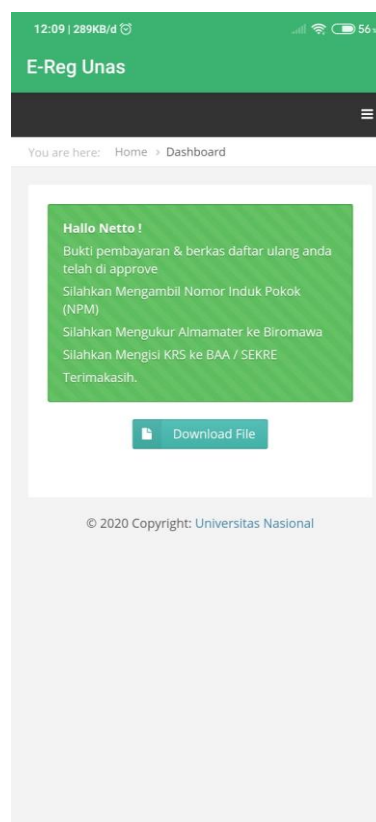 12:09 | 289KB/d
56
E-Reg Unas
You are here: Home › Dashboard
Hallo Netto !
Bukti pembayaran & berkas daftar ulang anda
telah di approve
Silahkan Mengambil Nomor Induk Pokok
(NPM)
Silahkan Mengukur Almamater ke Biromawa
Silahkan Mengisi KRS ke BAA / SEKRE
Terimakasih.
Download File
© 2020 Copyright: Universitas Nasional